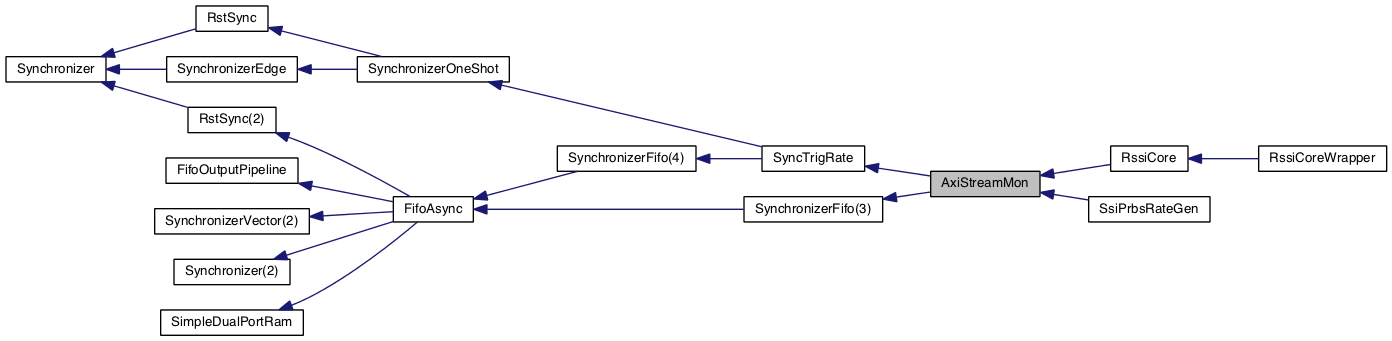 RstSync
Synchronizer
SynchronizerEdge
SynchronizerOneShot
RstSync(2)
FifoOutputPipeline
SynchronizerVector(2)
Synchronizer(2)
SimpleDualPortRam
FifoAsync
SynchronizerFifo(4)
SyncTrigRate
SynchronizerFifo(3)
AxiStreamMon
RssiCore
RssiCoreWrapper
SsiPrbsRateGen